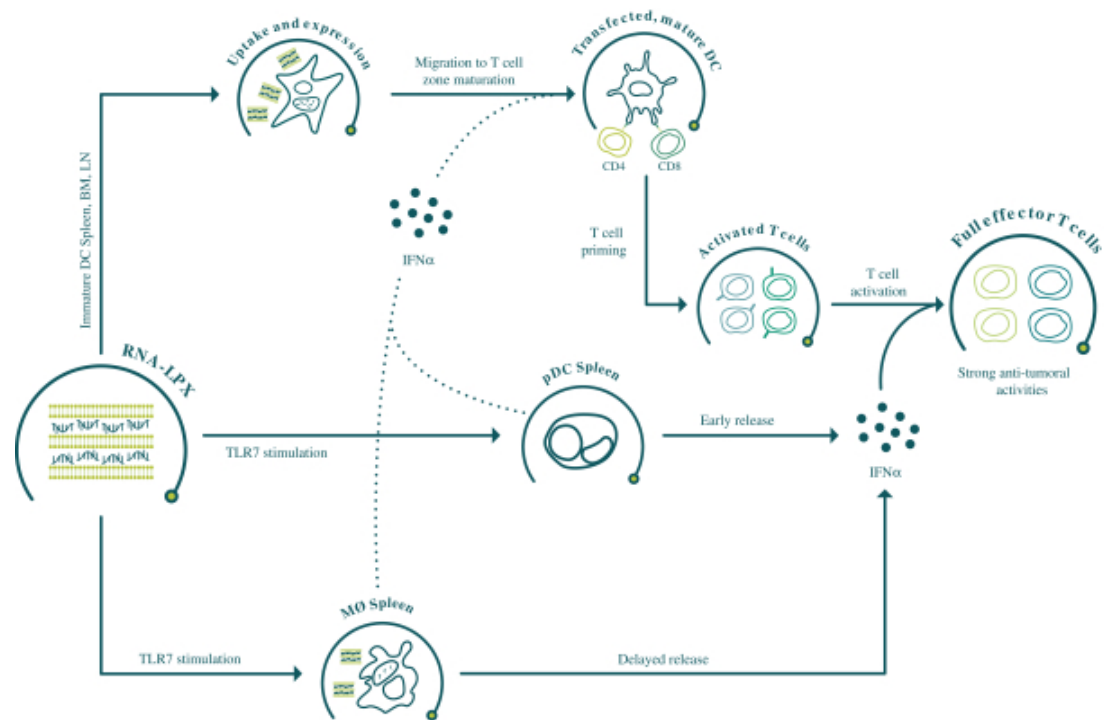 Uptake and expression
Migration to T cell
zone maturation
Transfected, mature DC
CD4
CD8
Immature DC Spleen, BM, LN
IFNα
T cell
priming
Activated Tcells
T cell
activation
Full effector T cells
Strong anti-tumoral
activities
RNA-LPX
TLR7 stimulation
pDC Spleen
Early release
IFNα
MØ Spleen
TLR7 stimulation
Delayed release